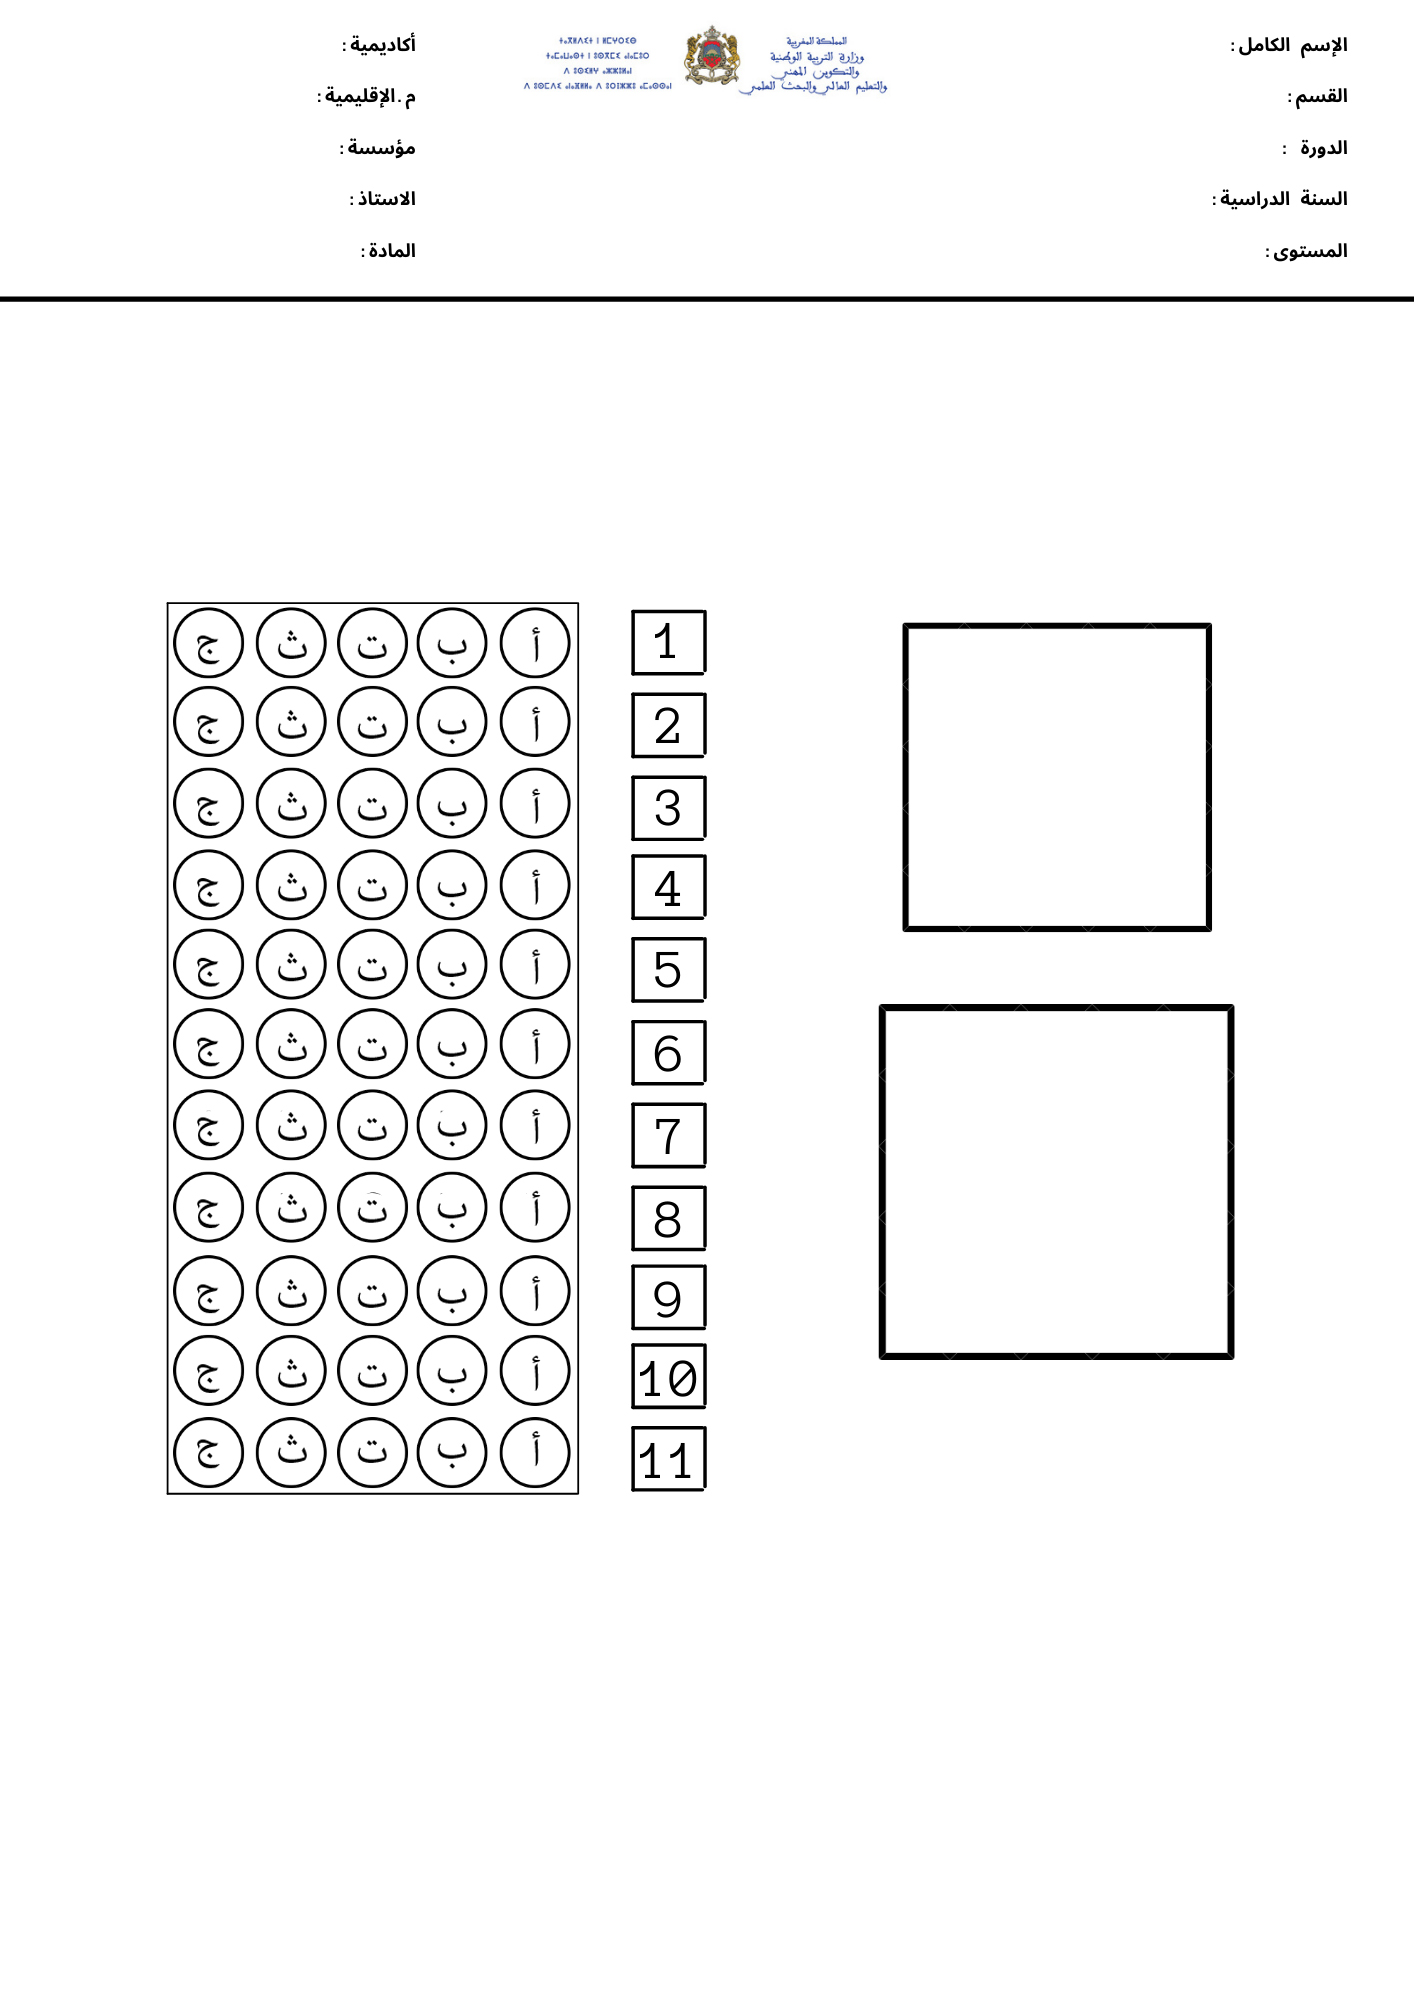 الإسم الكامل :
القسم :
الدورة :
السنة الدراسية :
المستوى :
المملكة المغربية
وزارة التربية الوطنية
والتكوين المهني
والتعليم العالي والبحث العلمي
أكاديمية :
م.الإقليمية :
مؤسسة :
الاستاذ :
المادة :
1 أ ب ت ث ج
2 أ ب ت ث ج
3 أ ب ت ث ج
4 أ ب ت ث ج
5 أ ب ت ث ج
6 أ ب ت ث ج
7 أ ب ت ث ج
8 أ ب ت ث ج
9 أ ب ت ث ج
10 أ ب ت ث ج
11 أ ب ت ث ج